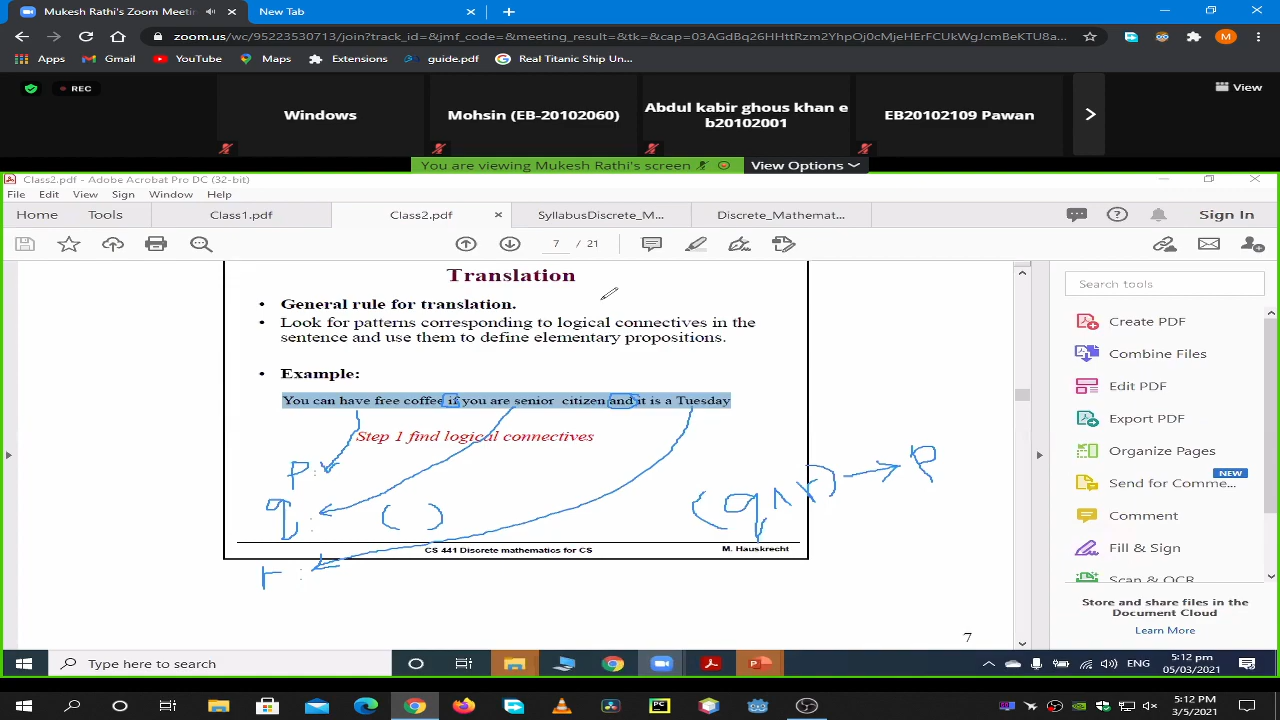 Mukesh Rathi's Zoom Meetin
New Tab
zoom.us/wc/95223530713/join?track_id=&jmf_code=&meeting_result=&tk=&cap=03AGdBq26HHttRzm2YhpOj0cMjeHErFCUkWgJcmBeKTU8a...
M
Apps
Gmail
YouTube
Maps
Extensions
guide.pdf
Real Titanic Ship Un...
REC
Windows
Mohsin (EB-20102060)
Abdul kabir ghous khan e
b20102001
EB20102109 Pawan
View
You are viewing Mukesh Rathi's screen
View Options
Class2.pdf - Adobe Acrobat Pro DC (32-bit)
File Edit View Sign Window Help
Home Tools Class1.pdf Class2.pdf SyllabusDiscrete_M... Discrete_Mathemat... Sign In
7 / 21
Translation
• General rule for translation.
• Look for patterns corresponding to logical connectives in the
sentence and use them to define elementary propositions.
• Example:
You can have free coffee if you are senior citizen and it is a Tuesday
Step 1 find logical connectives
P :
q :
( )
(q ∧ r) → P
r :
CS 441 Discrete mathematics for CS
M. Hauskrecht
7
Search tools
Create PDF
Combine Files
Edit PDF
Export PDF
Organize Pages
NEW
Send for Comme...
Comment
Fill & Sign
Scan & OCR
Store and share files in the
Document Cloud
Learn More
Type here to search
ENG
5:12 pm
05/03/2021
PC
ENG
5:12 PM
3/5/2021